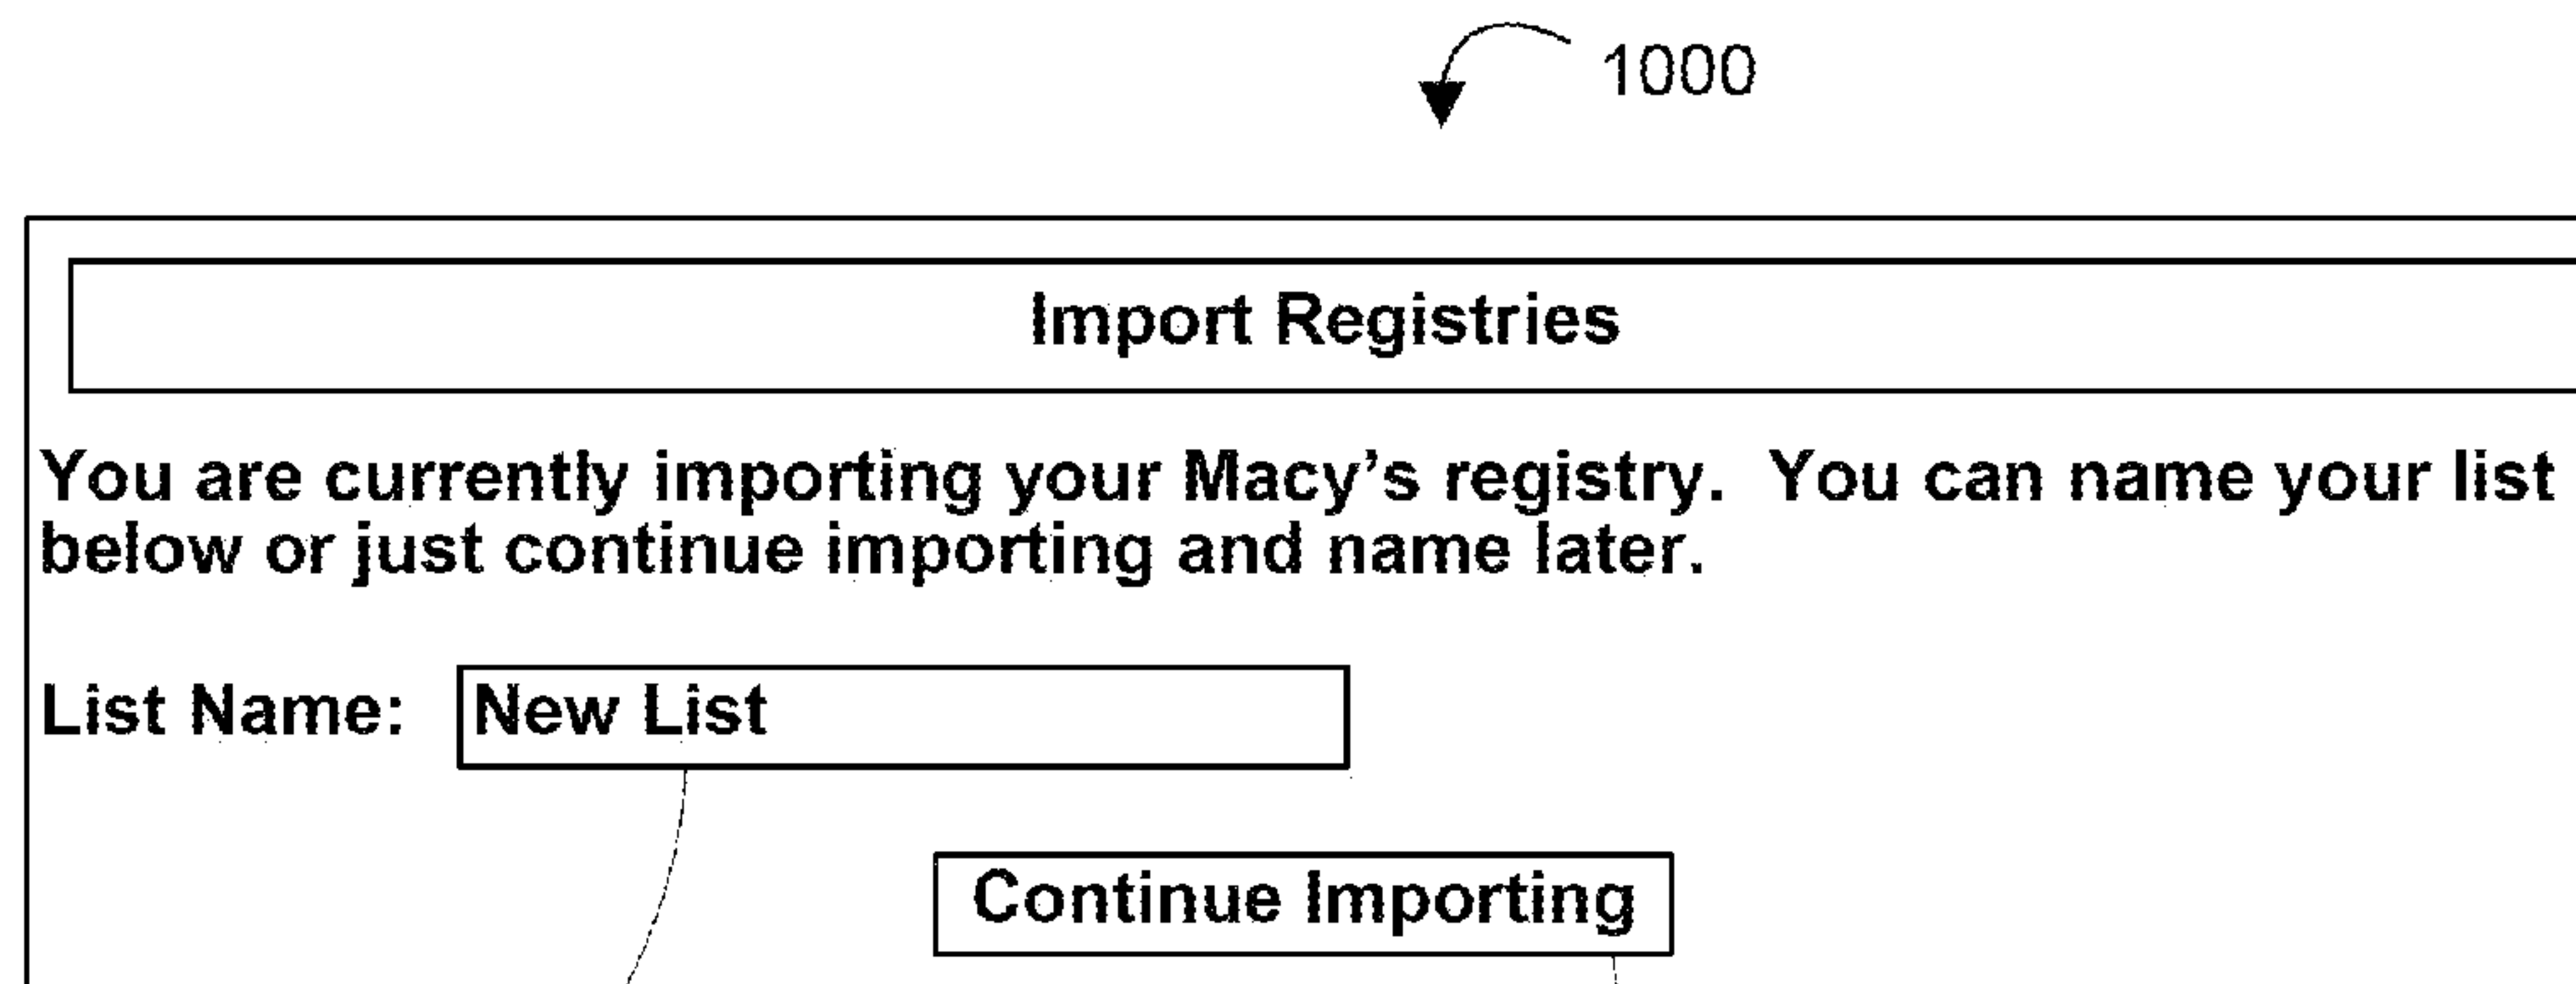 1000
Import Registries
You are currently importing your Macy's registry.  You can name your list
below or just continue importing and name later.
List Name: New List
Continue Importing